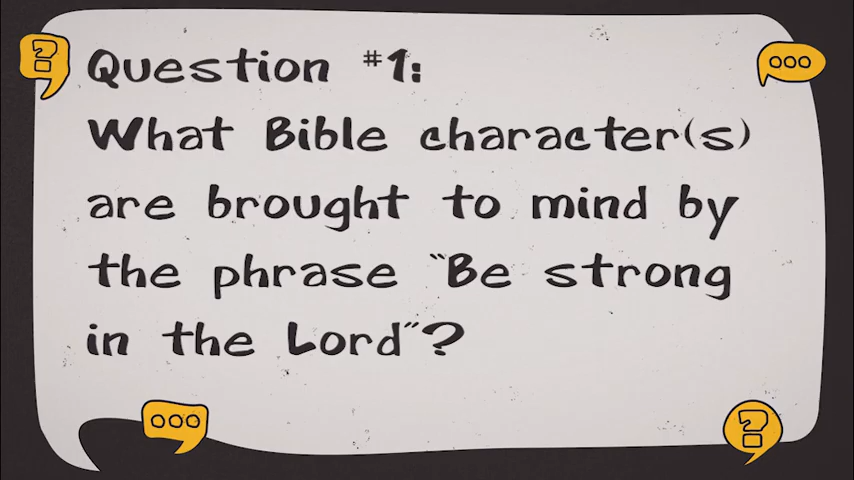 Question #1:
What Bible character(s)
are brought to mind by
the phrase "Be strong
in the Lord"?